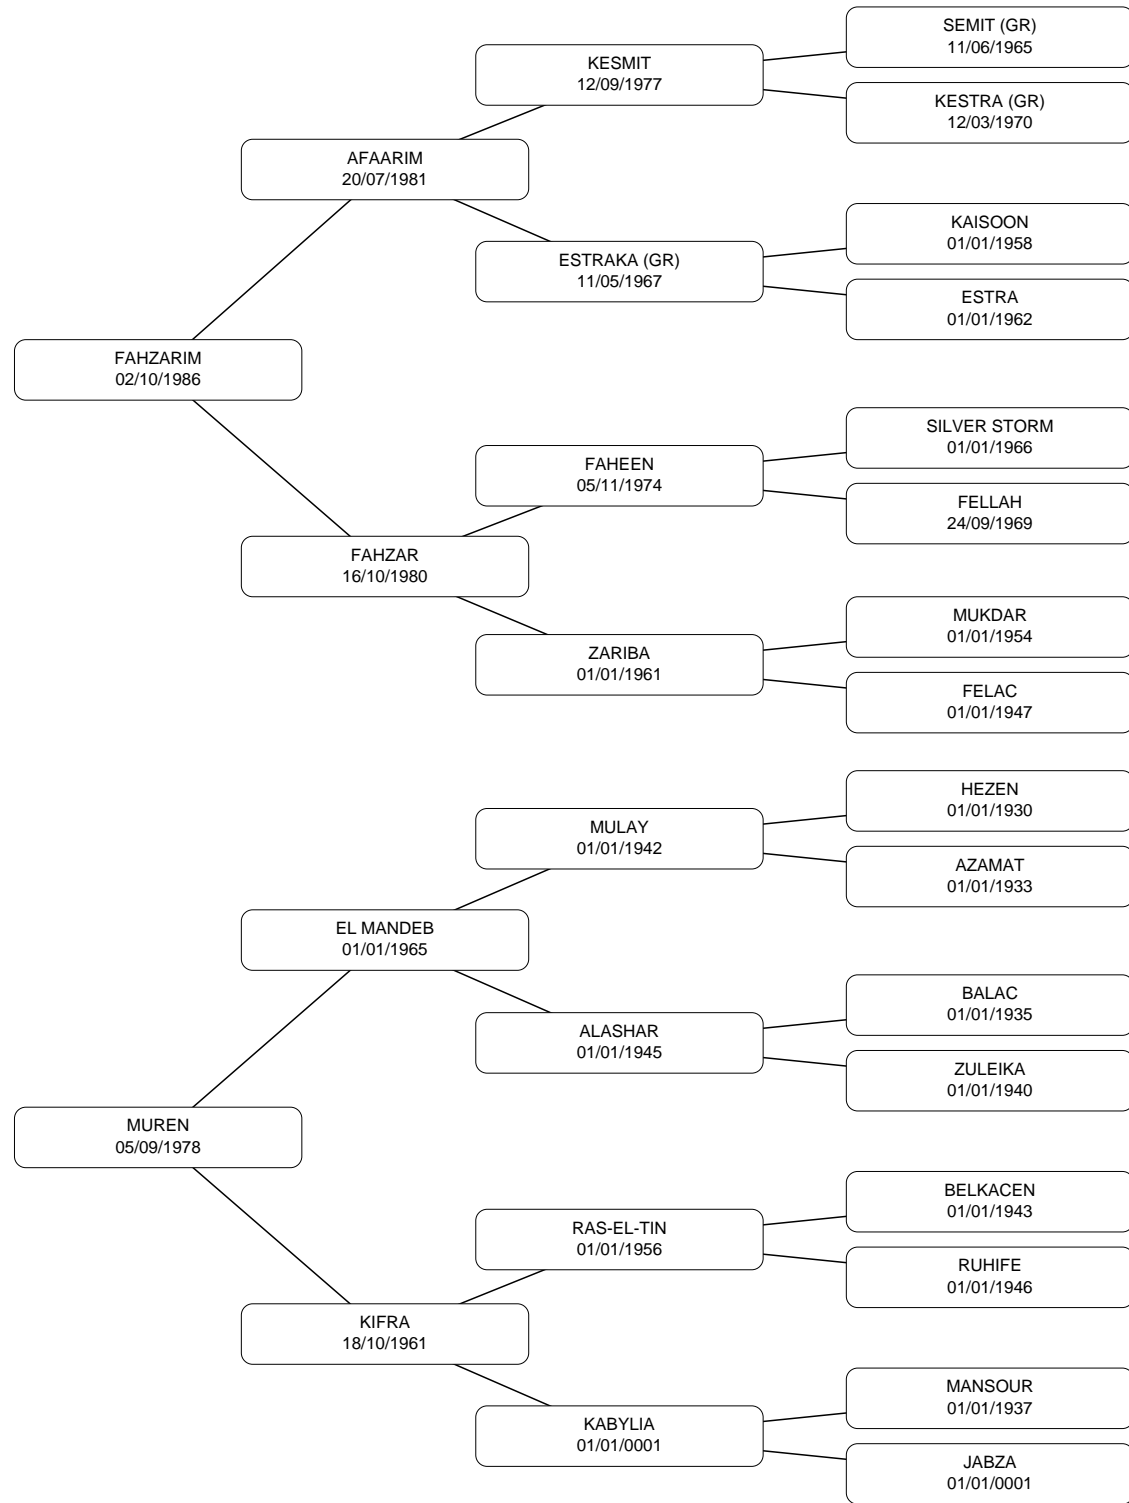 SEMIT (GR)
11/06/1965
KESMIT
12/09/1977
KESTRA (GR)
12/03/1970
AFAARIM
20/07/1981
KAISOON
01/01/1958
ESTRAKA (GR)
11/05/1967
ESTRA
01/01/1962
FAHZARIM
02/10/1986
SILVER STORM
01/01/1966
FAHEEN
05/11/1974
FELLAH
24/09/1969
FAHZAR
16/10/1980
MUKDAR
01/01/1954
ZARIBA
01/01/1961
FELAC
01/01/1947
HEZEN
01/01/1930
MULAY
01/01/1942
AZAMAT
01/01/1933
EL MANDEB
01/01/1965
BALAC
01/01/1935
ALASHAR
01/01/1945
ZULEIKA
01/01/1940
MUREN
05/09/1978
BELKACEN
01/01/1943
RAS-EL-TIN
01/01/1956
RUHIFE
01/01/1946
KIFRA
18/10/1961
MANSOUR
01/01/1937
KABYLIA
01/01/0001
JABZA
01/01/0001